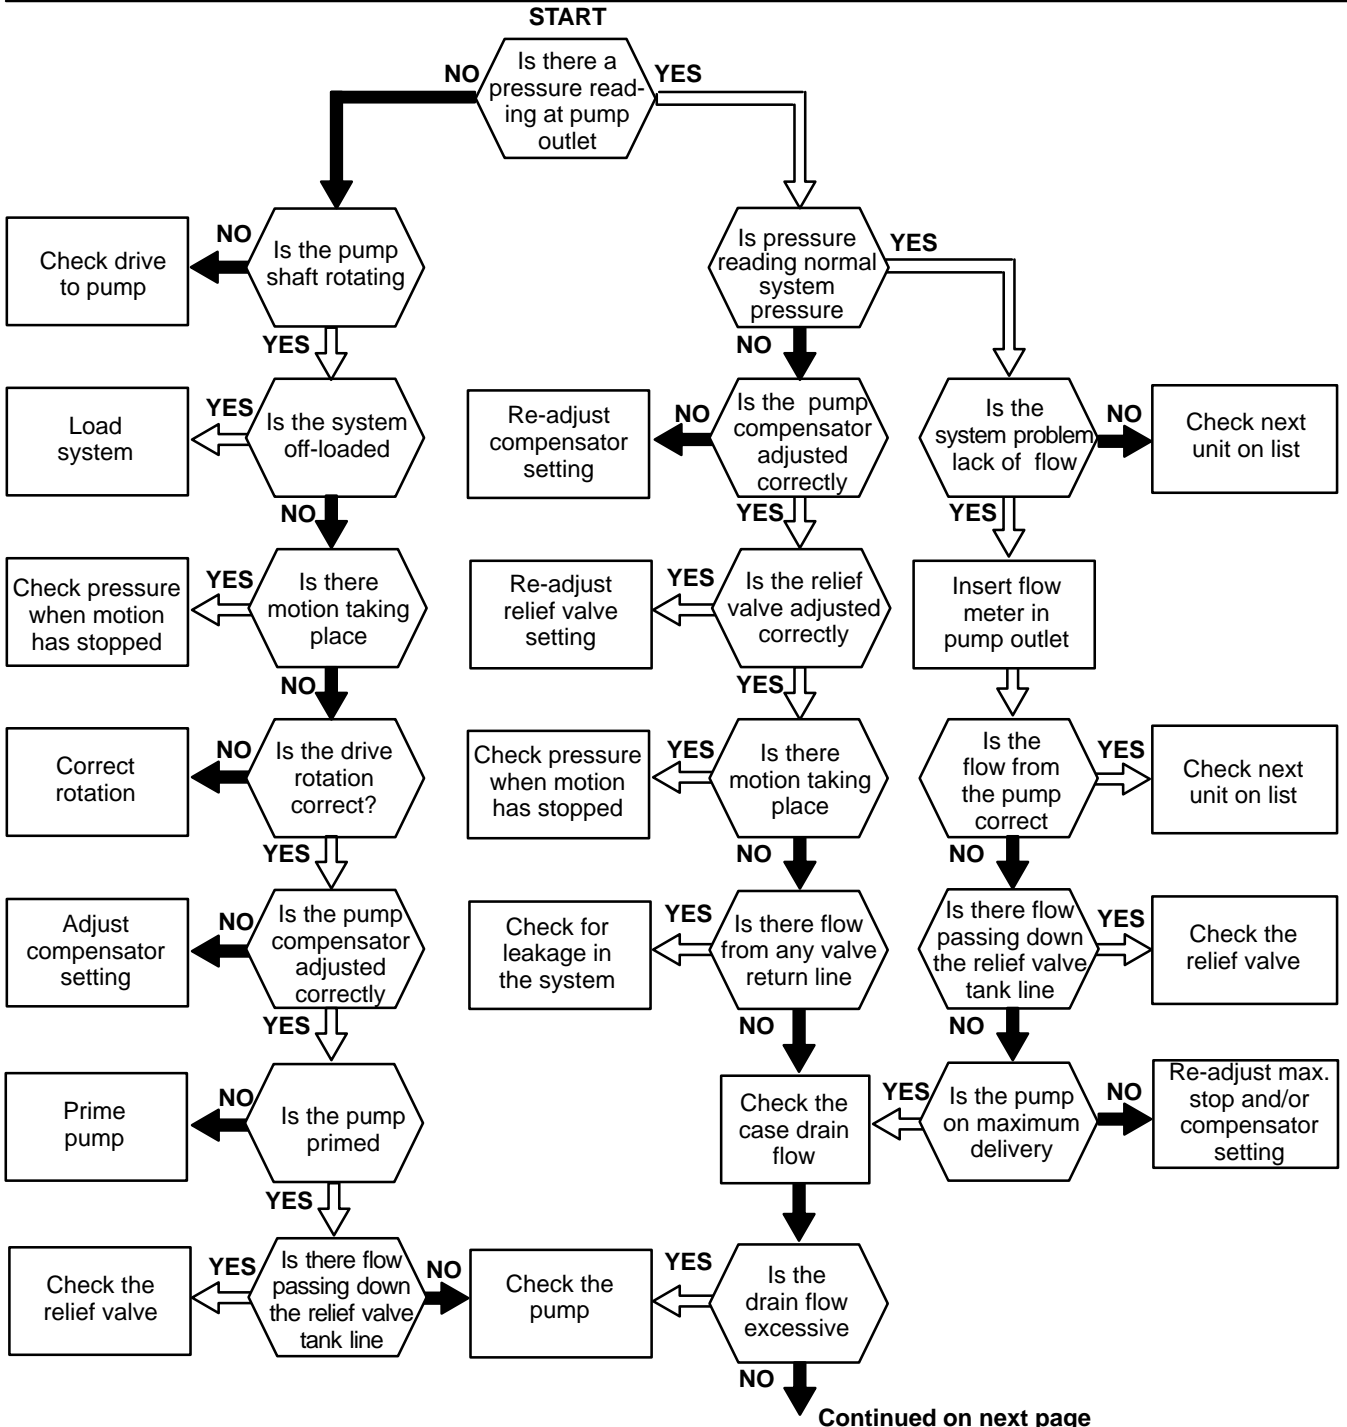 START
Is there a
pressure read-
ing at pump
outlet
NO
YES
Is the pump
shaft rotating
NO
Check drive
to pump
YES
Is pressure
reading normal
system
pressure
YES
NO
Is the system
off-loaded
YES
Load
system
NO
Is the pump
compensator
adjusted
correctly
NO
Re-adjust
compensator
setting
YES
Is the
system problem
lack of flow
NO
Check next
unit on list
YES
Is there
motion taking
place
YES
Check pressure
when motion
has stopped
NO
Is the relief
valve adjusted
correctly
YES
Re-adjust
relief valve
setting
YES
Insert flow
meter in
pump outlet
Is the drive
rotation
correct?
NO
Correct
rotation
YES
Is there
motion taking
place
YES
Check pressure
when motion
has stopped
NO
Is the
flow from
the pump
correct
YES
Check next
unit on list
NO
Is the pump
compensator
adjusted
correctly
NO
Adjust
compensator
setting
YES
Is there flow
from any valve
return line
YES
Check for
leakage in
the system
NO
Is there flow
passing down
the relief valve
tank line
YES
Check the
relief valve
NO
Is the pump
primed
NO
Prime
pump
YES
Check the
case drain
flow
YES
Is the pump
on maximum
delivery
NO
Re-adjust max.
stop and/or
compensator
setting
Is there flow
passing down
the relief valve
tank line
YES
Check the
relief valve
NO
Check the
pump
YES
Is the
drain flow
excessive
NO
Continued on next page